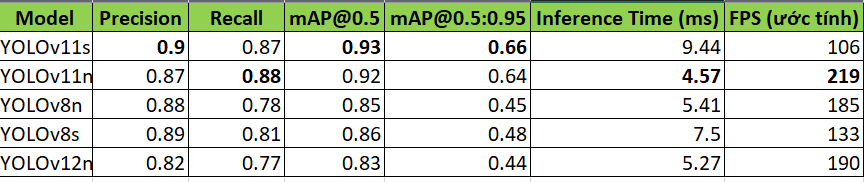 Model Precision Recall mAP@0.5 mAP@0.5:0.95 Inference Time (ms) FPS (ước tính)
YOLOv11s 0.9 0.87 0.93 0.66 9.44 106
YOLOv11n 0.87 0.88 0.92 0.64 4.57 219
YOLOv8n 0.88 0.78 0.85 0.45 5.41 185
YOLOv8s 0.89 0.81 0.86 0.48 7.5 133
YOLOv12n 0.82 0.77 0.83 0.44 5.27 190